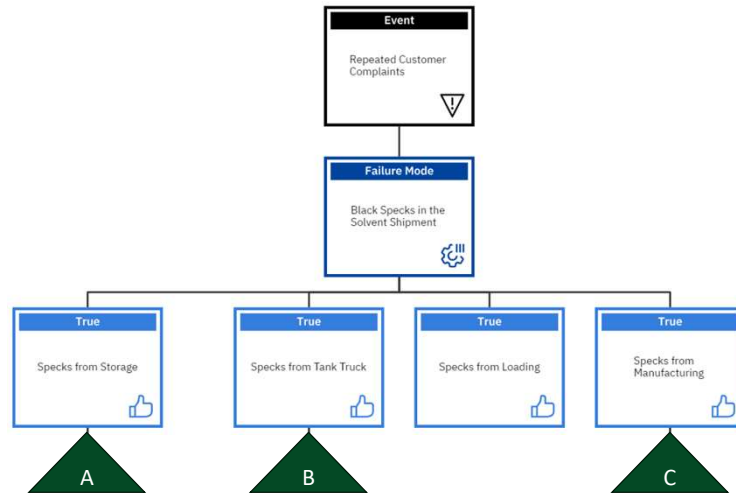 Event
Repeated Customer
Complaints
Failure Mode
Black Specks in the
Solvent Shipment
True
Specks from Storage
True
Specks from Tank Truck
True
Specks from Loading
True
Specks from
Manufacturing
A
B
C